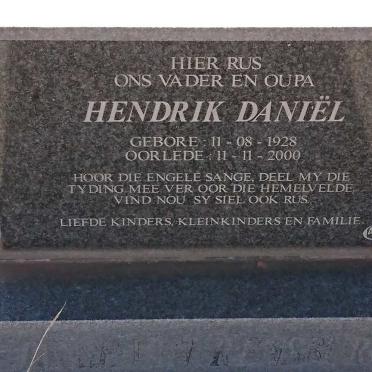 HIER RUS
ONS VADER EN OUPA
HENDRIK DANIËL
GEBORE : 11 - 08 - 1928
OORLEDE : 11 - 11 - 2000
HOOR DIE ENGELE SANGE, DEEL MY DIE
TYDING MEE VER OOR DIE HEMELVELDE
VIND NOU SY SIEL OOK RUS.
LIEFDE KINDERS, KLEINKINDERS EN FAMILIE.